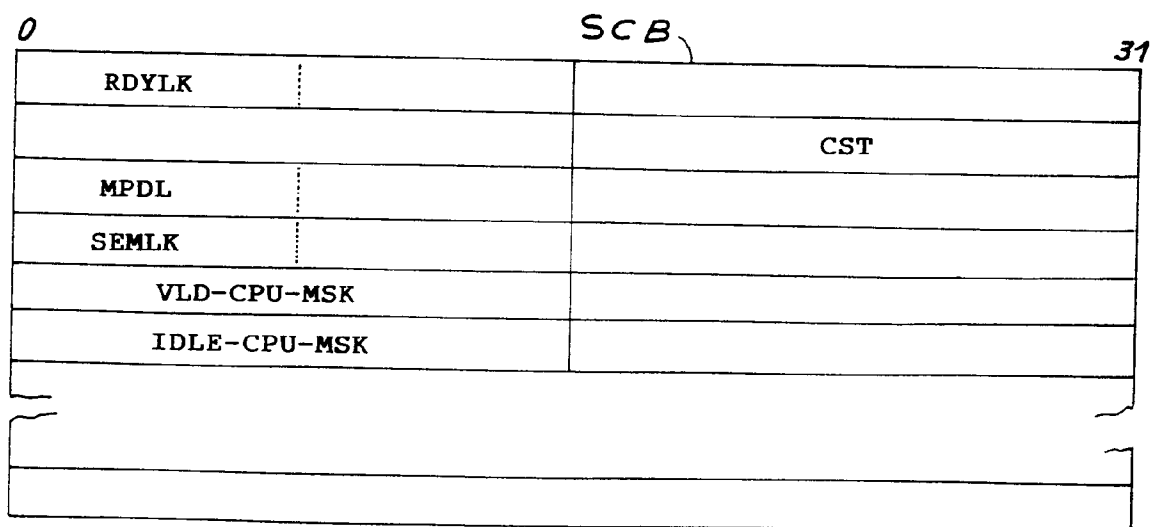 SCB
0 31
RDYLK
CST
MPDL
SEMLK
VLD-CPU-MSK
IDLE-CPU-MSK